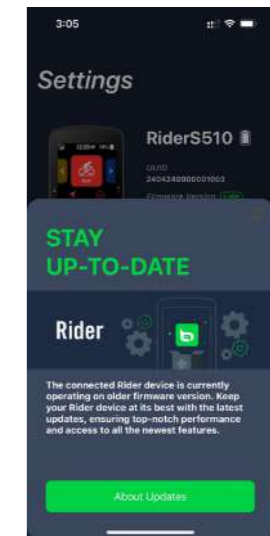 3:05
Settings
RiderS510
UUID
2404240900001002
Firmware Version
STAY
UP-TO-DATE
Rider
The connected Rider device is currently
operating on older firmware version. Keep
your Rider device at its best with the latest
updates, ensuring top-notch performance
and access to all the newest features.
About Updates